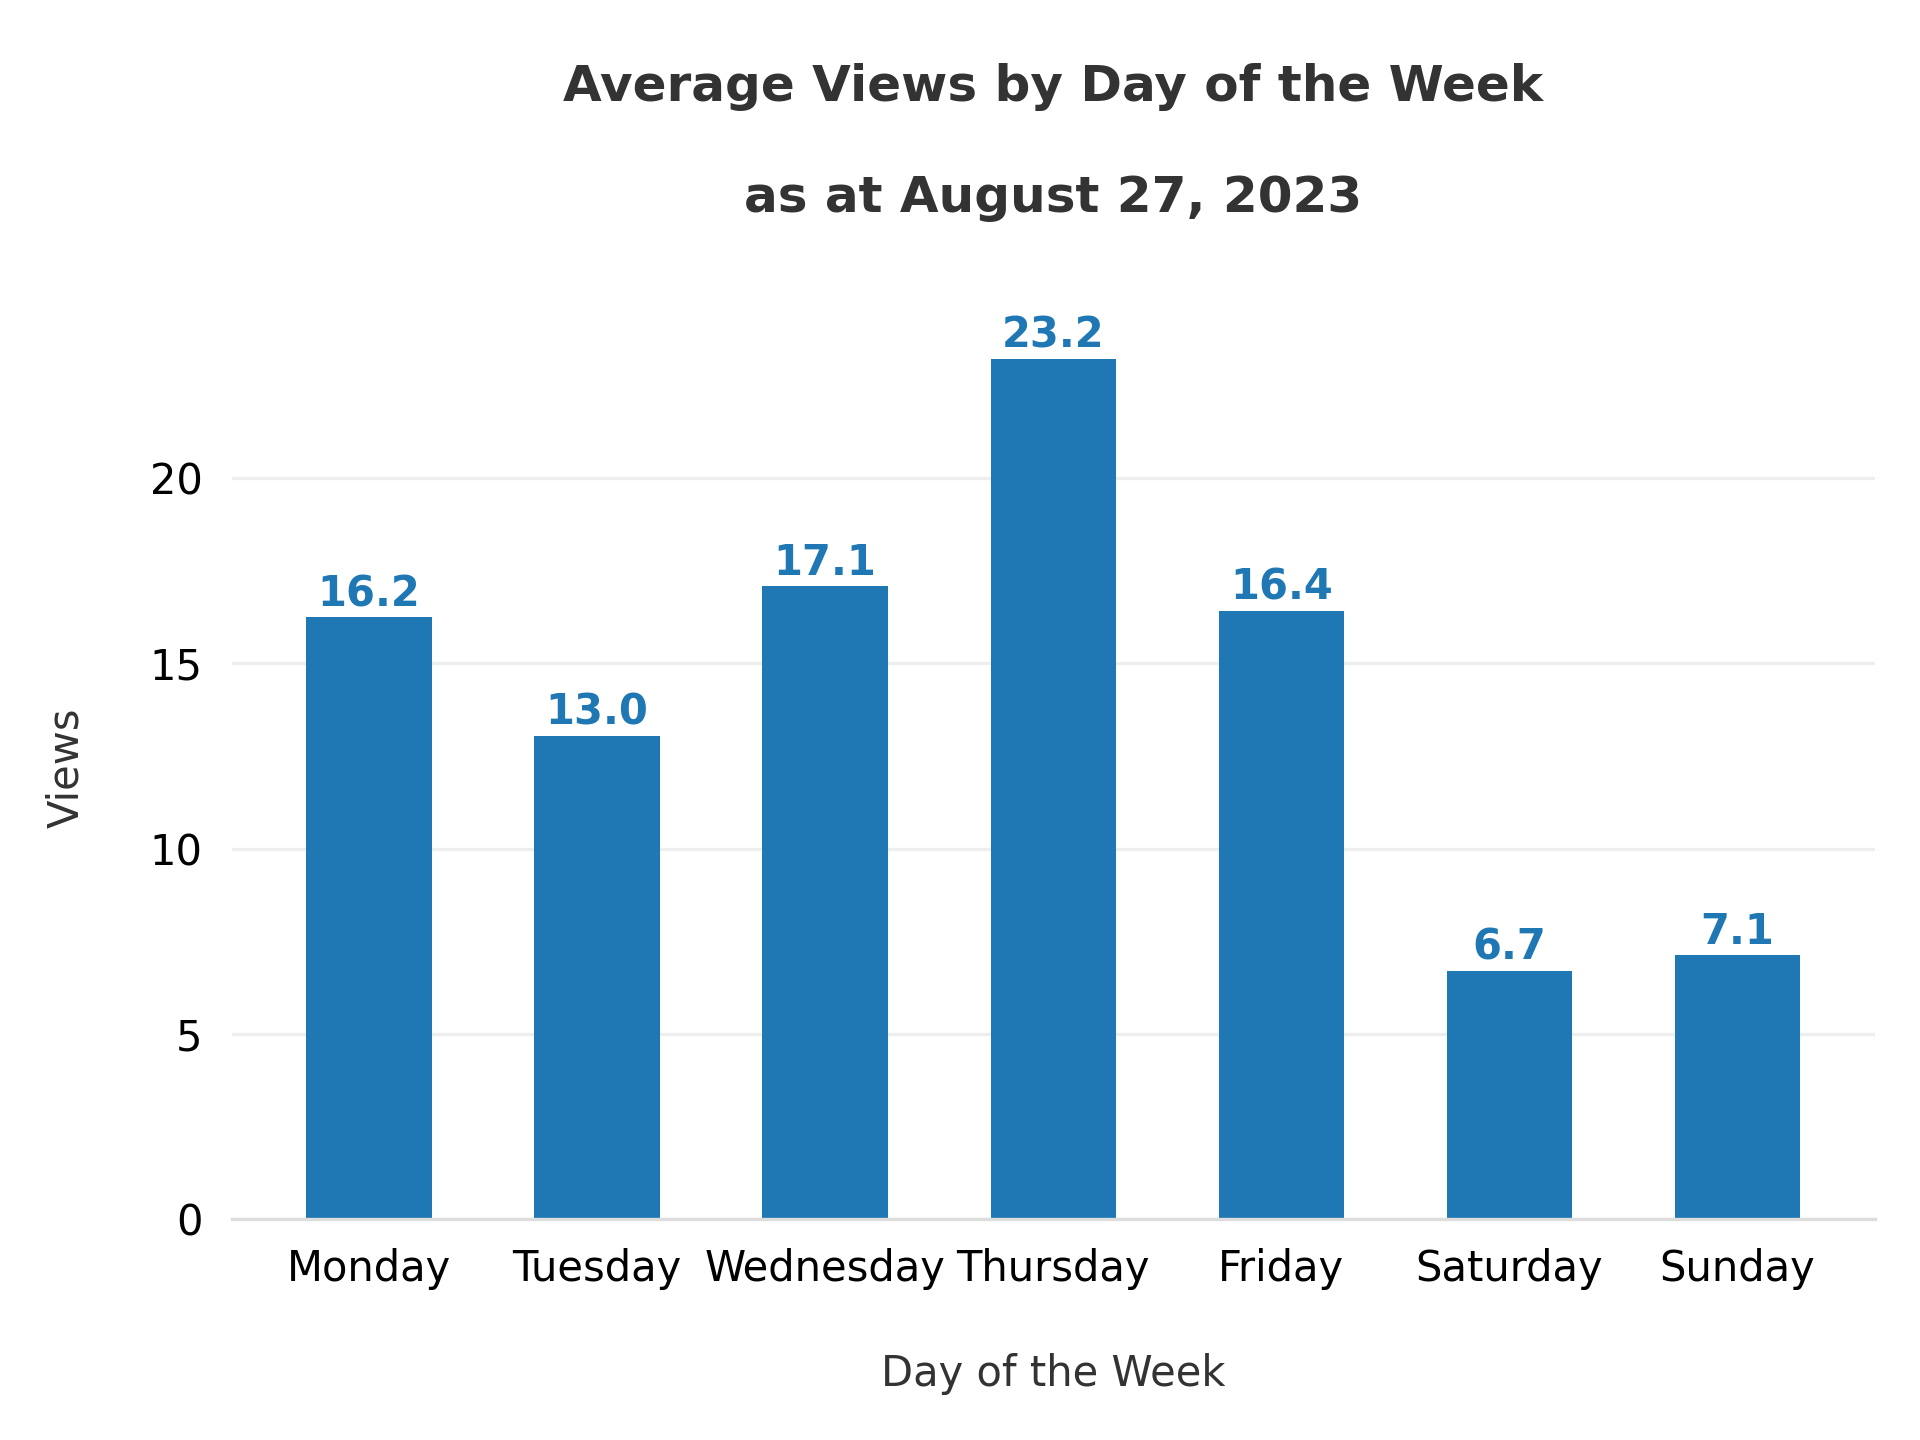 Average Views by Day of the Week
as at August 27, 2023
23.2
20
17.1
16.4
16.2
15
13.0
Views
10
7.1
6.7
5
0
Monday Tuesday Wednesday Thursday Friday Saturday Sunday
Day of the Week